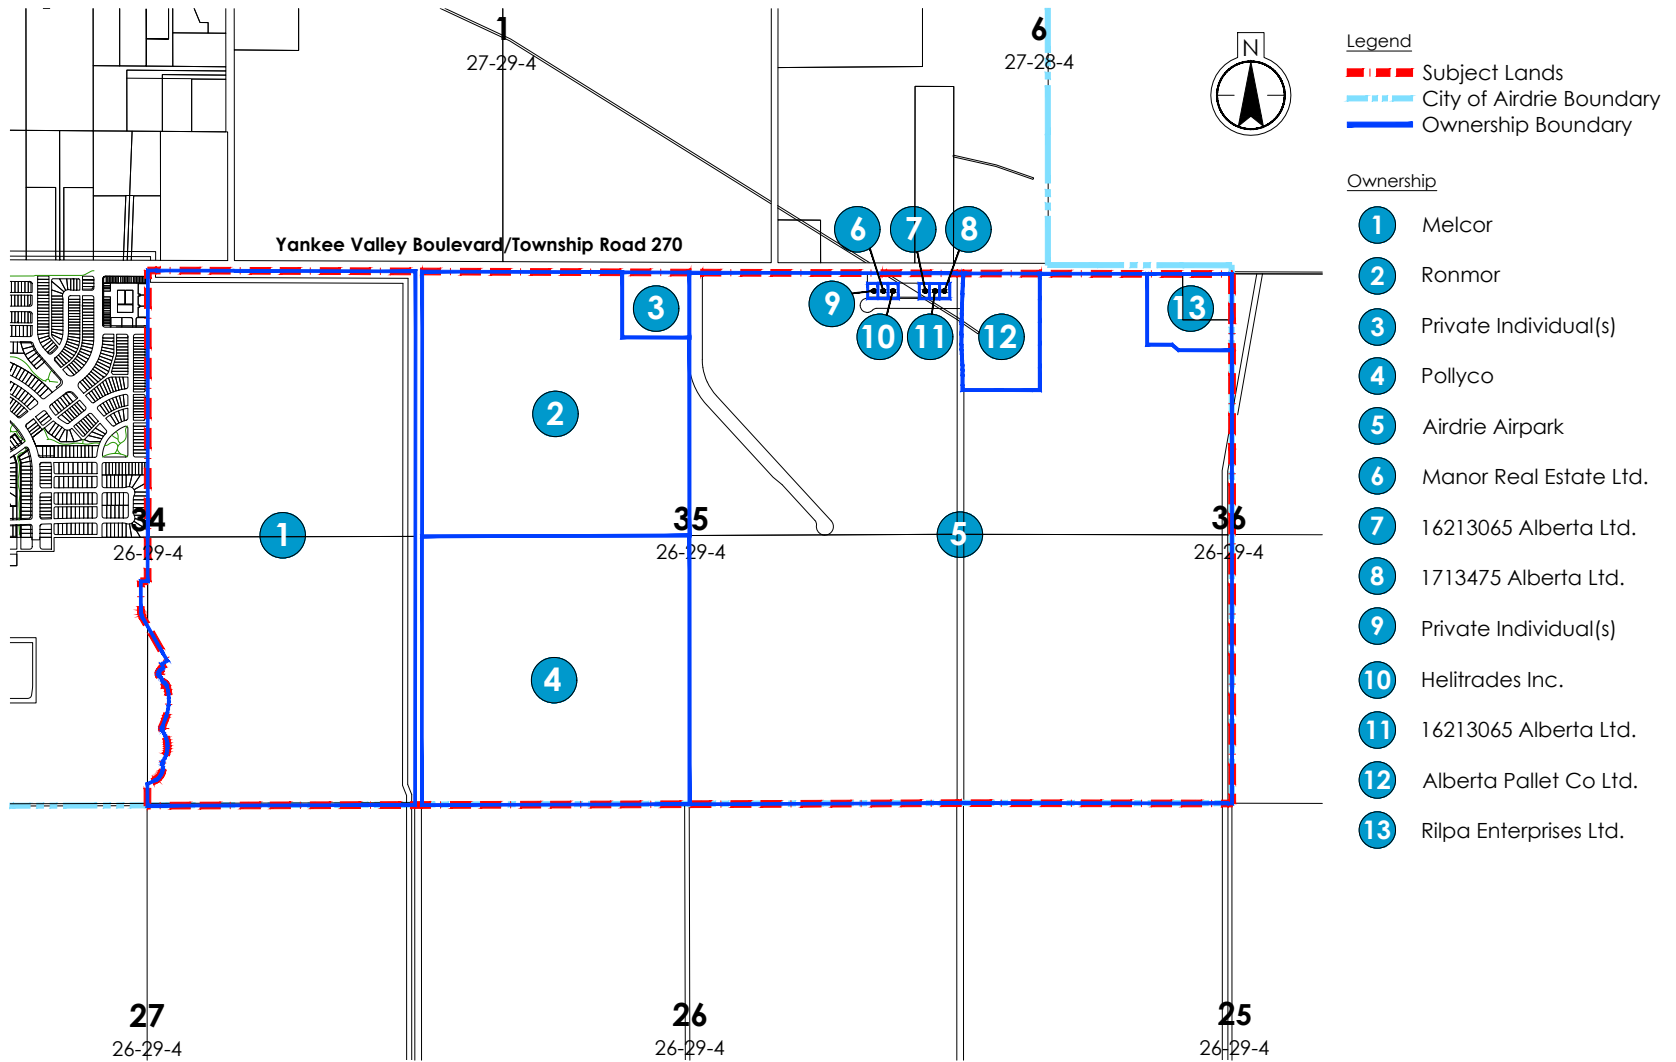 1
27-29-4
6
27-28-4
N
Yankee Valley Boulevard/Township Road 270
6
7
8
9
10
11
12
13
3
2
1
5
4
34
26-29-4
35
26-29-4
36
26-29-4
27
26-29-4
26
26-29-4
25
26-29-4
Legend
Subject Lands
City of Airdrie Boundary
Ownership Boundary
Ownership
1 Melcor
2 Ronmor
3 Private Individual(s)
4 Pollyco
5 Airdrie Airpark
6 Manor Real Estate Ltd.
7 16213065 Alberta Ltd.
8 1713475 Alberta Ltd.
9 Private Individual(s)
10 Helitrades Inc.
11 16213065 Alberta Ltd.
12 Alberta Pallet Co Ltd.
13 Rilpa Enterprises Ltd.